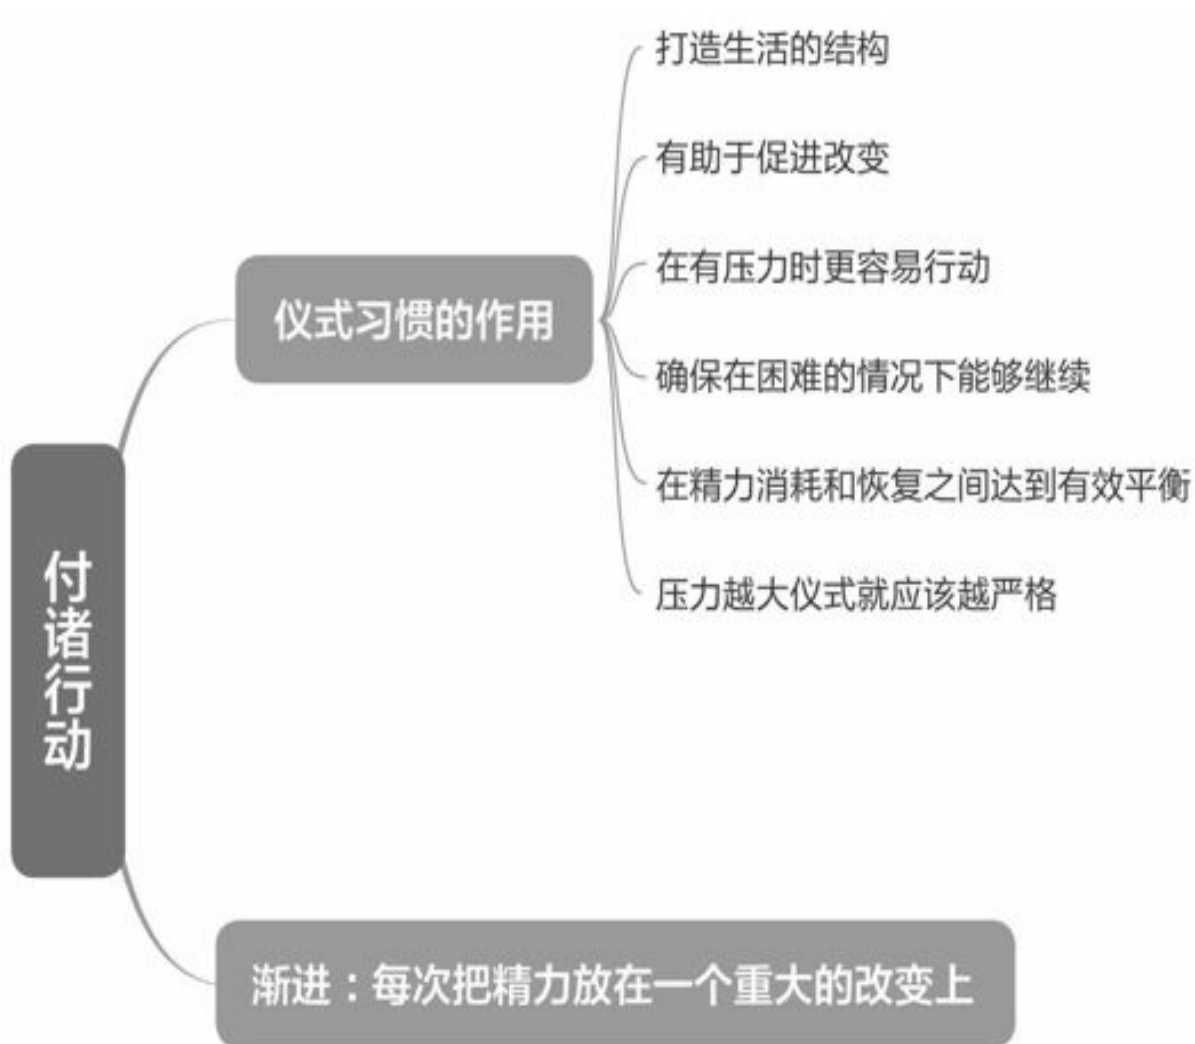 付诸行动
仪式习惯的作用
打造生活的结构
有助于促进改变
在有压力时更容易行动
确保在困难的情况下能够继续
在精力消耗和恢复之间达到有效平衡
压力越大仪式就应该越严格
渐进：每次把精力放在一个重大的改变上